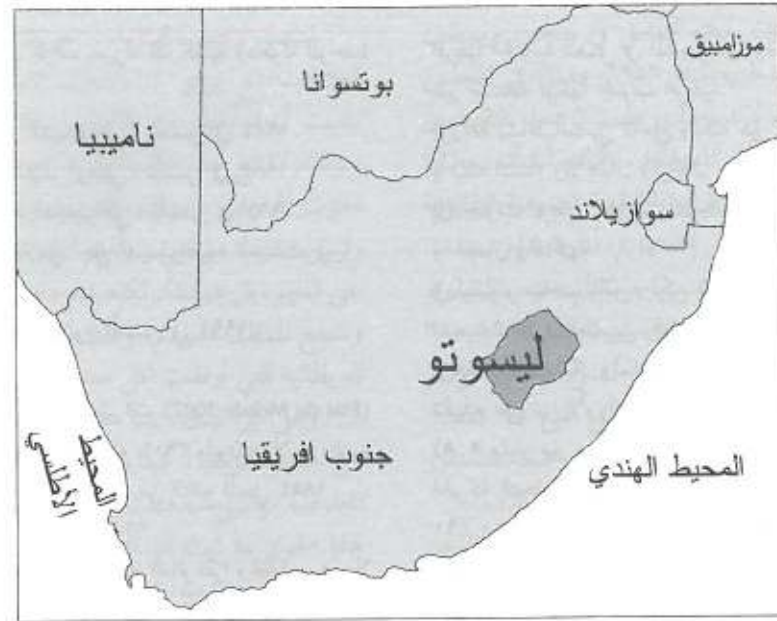 موزامبيق
بوتسوانا
ناميبيا
سوازيلاند
ليسوتو
جنوب افريقيا
المحيط الهندي
المحيط
الأطلسي